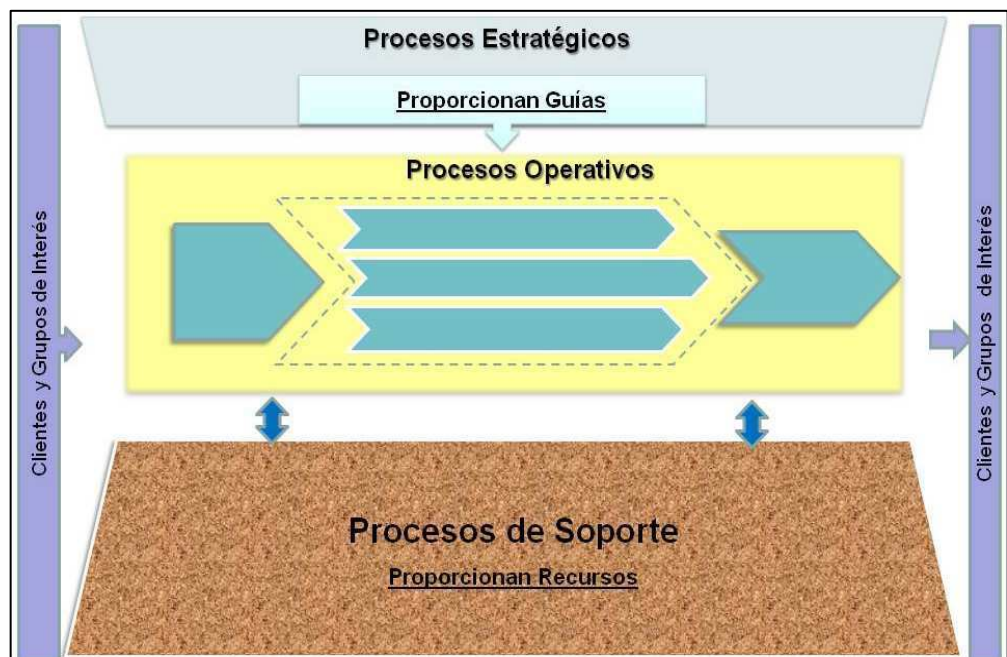 Procesos Estratégicos
Proporcionan Guías
Procesos Operativos
Clientes y Grupos de Interés
Clientes y Grupos de Interés
Procesos de Soporte
Proporcionan Recursos